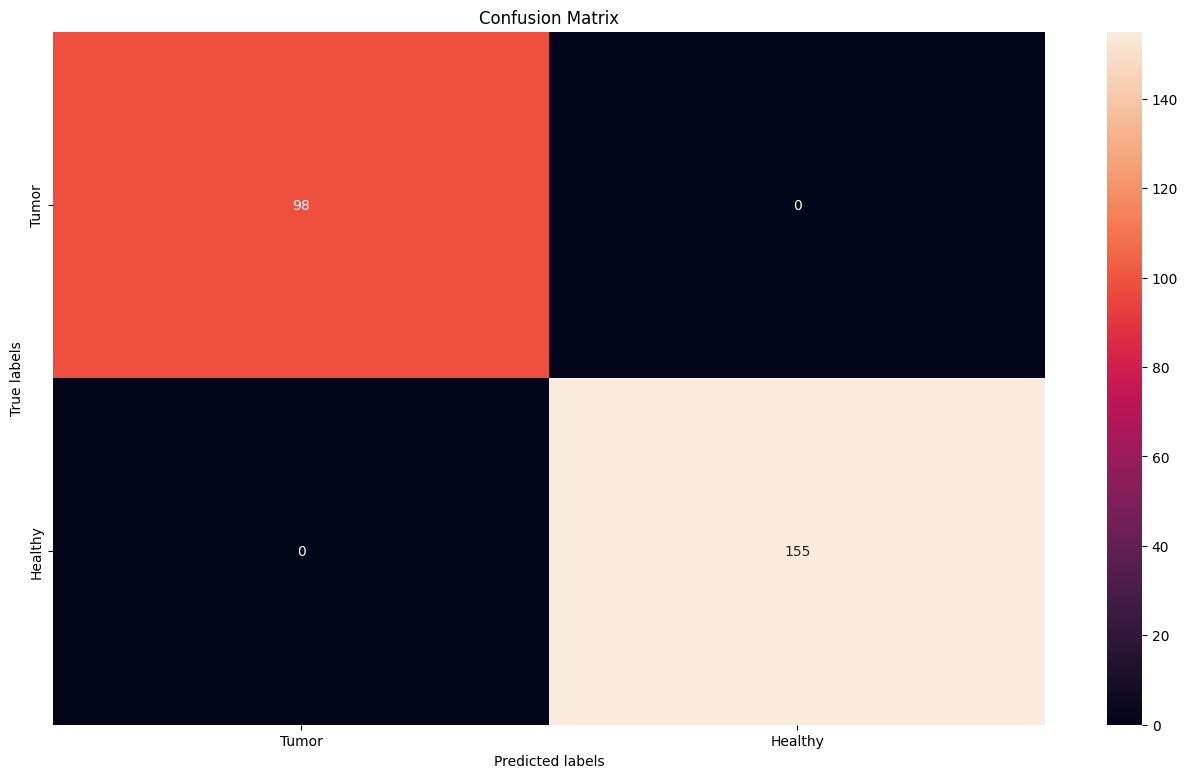 Confusion Matrix
True labels
Tumor
Healthy
98
0
0
155
Tumor
Healthy
Predicted labels
140
120
100
80
60
40
20
0